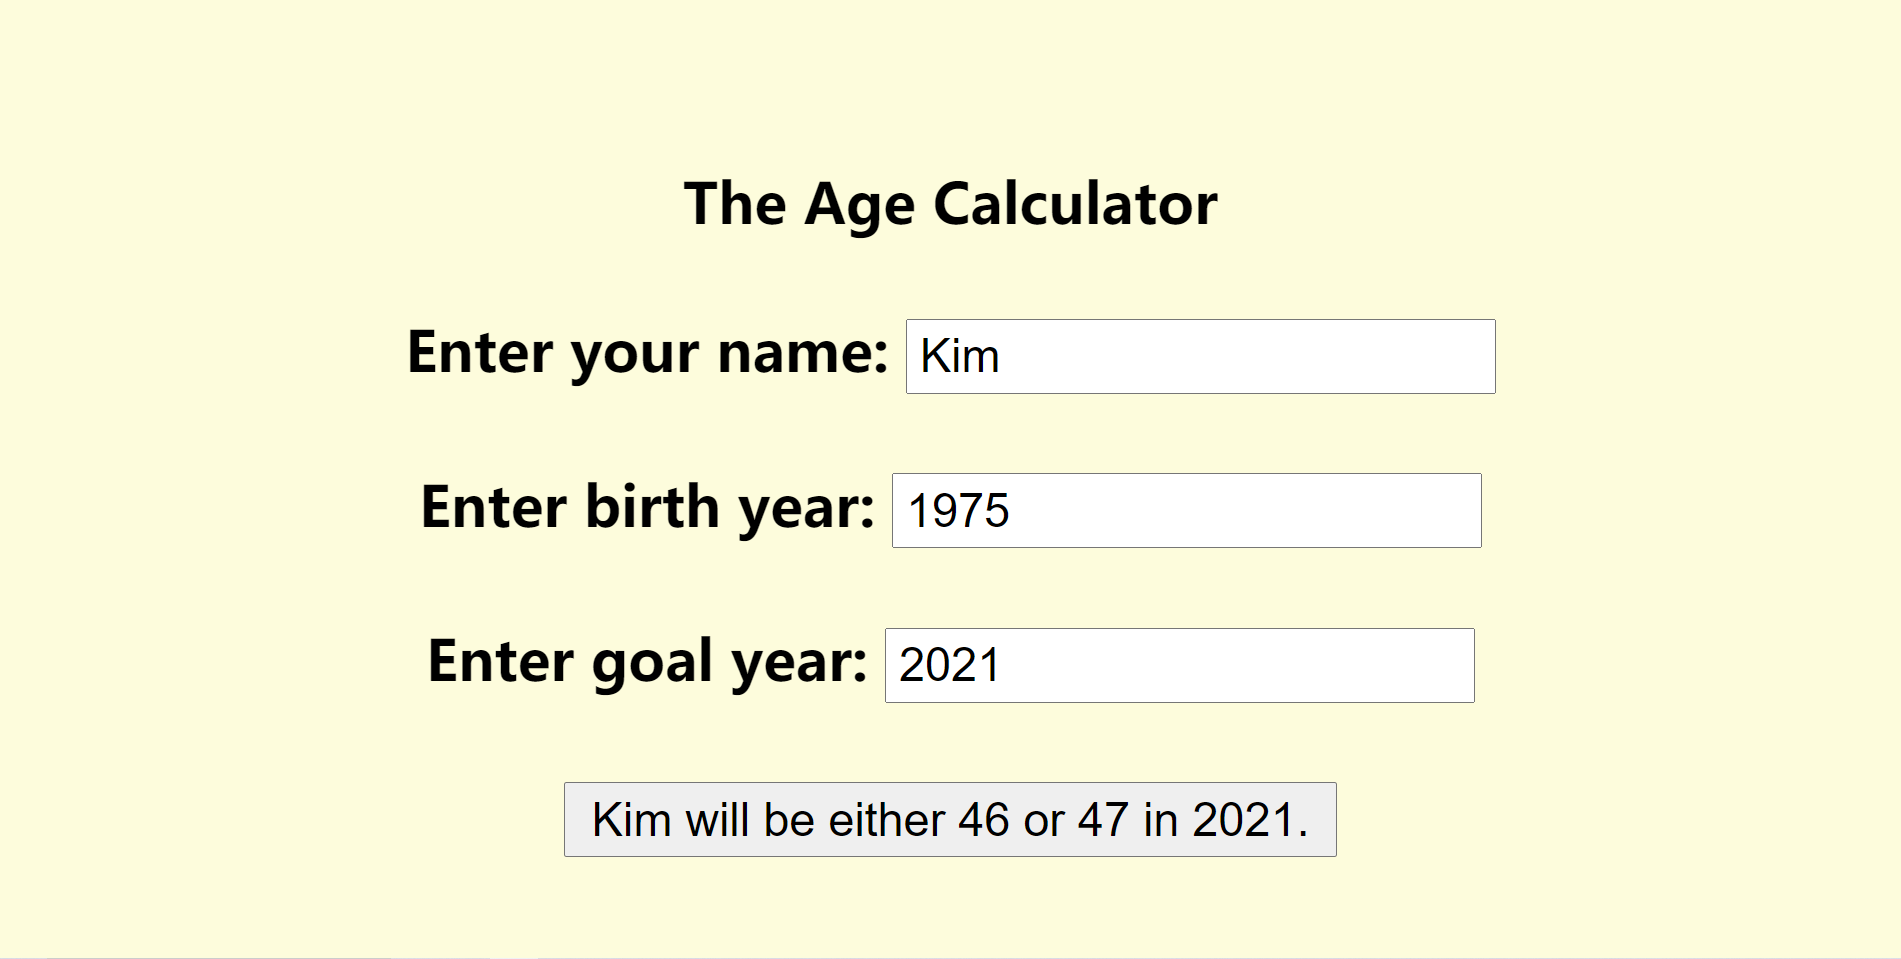 The Age Calculator
Enter your name: Kim
Enter birth year: 1975
Enter goal year: 2021
Kim will be either 46 or 47 in 2021.